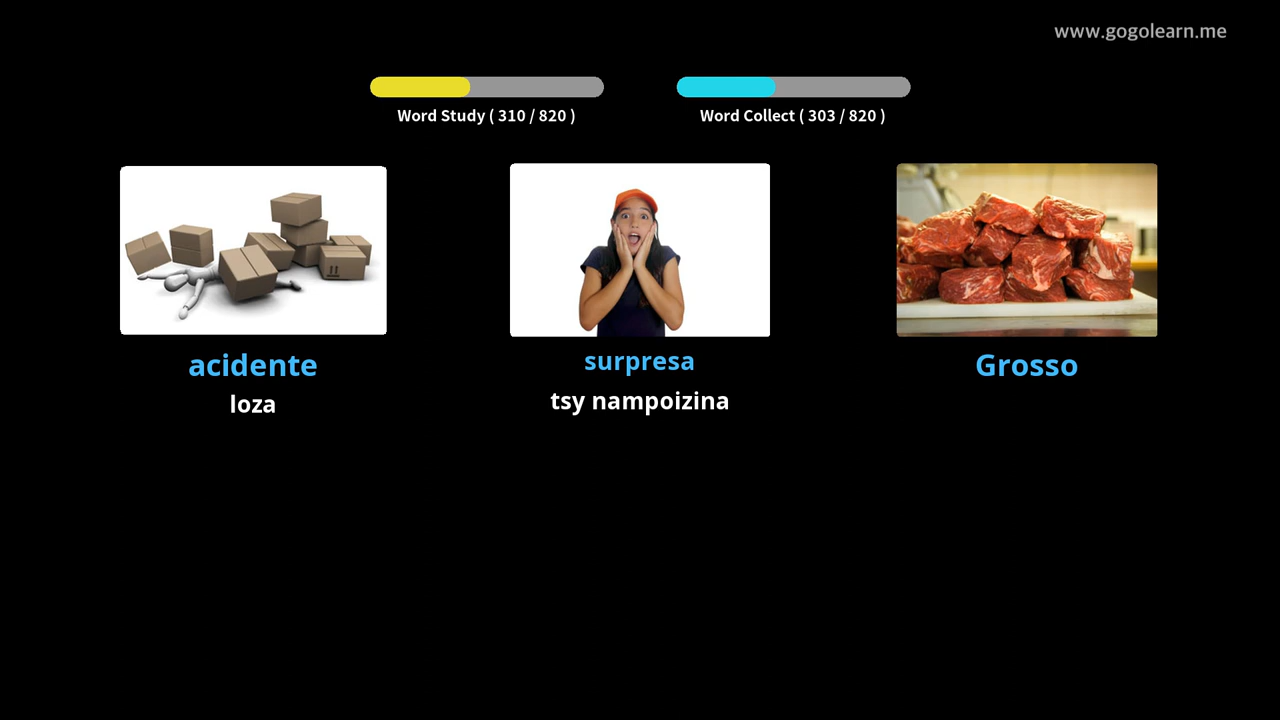 www.gogolearn.me
Word Study ( 310 / 820 )
Word Collect ( 303 / 820 )
acidente
loza
surpresa
tsy nampoizina
Grosso